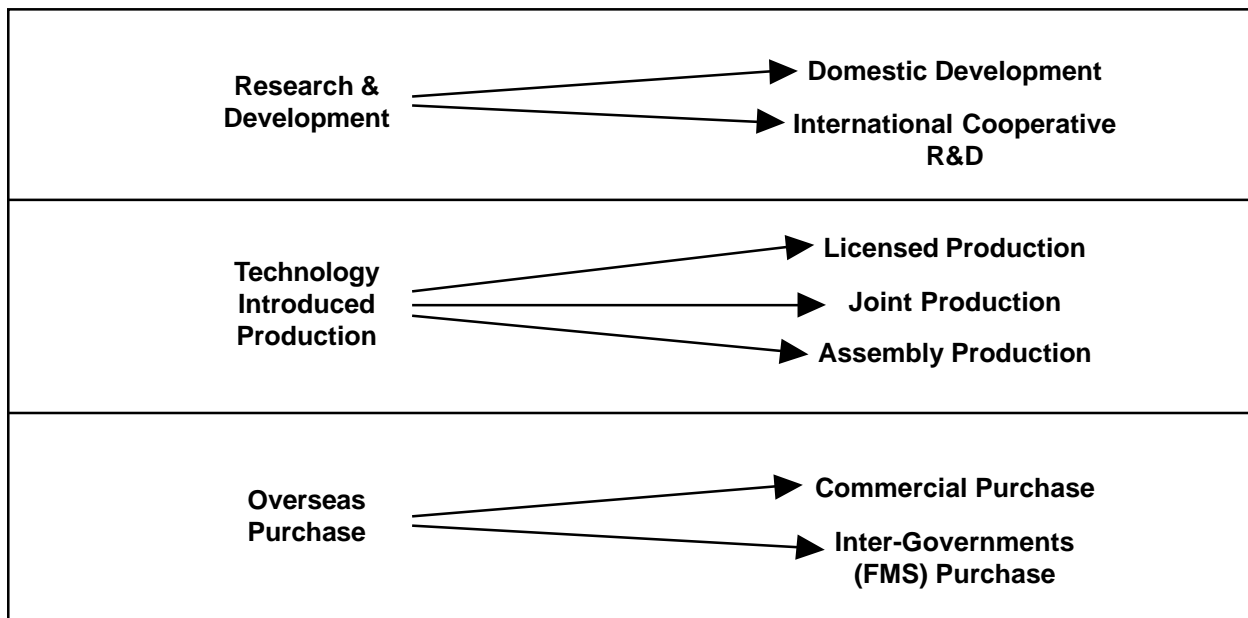 Research &
Development
Domestic Development
International Cooperative
R&D
Technology
Introduced
Production
Licensed Production
Joint Production
Assembly Production
Overseas
Purchase
Commercial Purchase
Inter-Governments
(FMS) Purchase